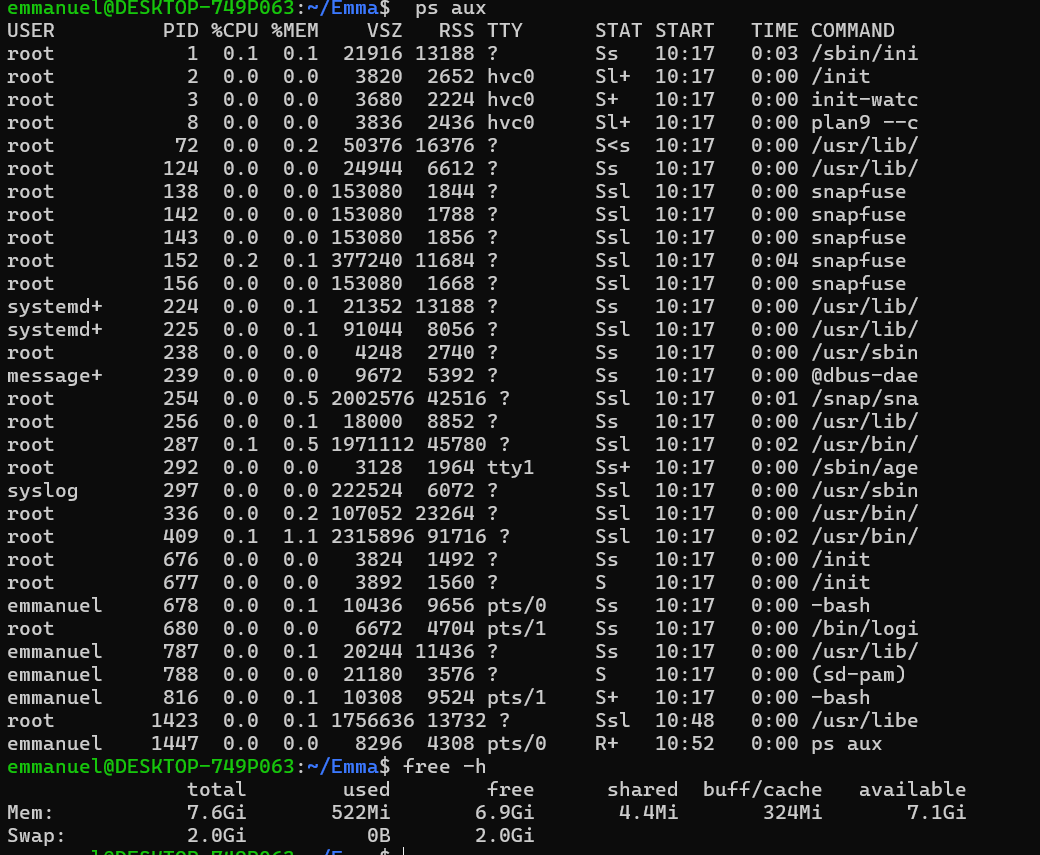 emmanuel@DESKTOP-749P063:~/Emma$  ps aux
USER         PID %CPU %MEM    VSZ   RSS TTY      STAT START   TIME COMMAND
root           1  0.1  0.1  21916 13188 ?        Ss   10:17   0:03 /sbin/ini
root           2  0.0  0.0   3820  2652 hvc0     Sl+  10:17   0:00 /init
root           3  0.0  0.0   3680  2224 hvc0     S+   10:17   0:00 init-watc
root           8  0.0  0.0   3836  2436 hvc0     Sl+  10:17   0:00 plan9 --c
root          72  0.0  0.2  50376 16376 ?        S<s  10:17   0:00 /usr/lib/
root         124  0.0  0.0  24944  6612 ?        Ss   10:17   0:00 /usr/lib/
root         138  0.0  0.0 153080  1844 ?        Ssl  10:17   0:00 snapfuse
root         142  0.0  0.0 153080  1788 ?        Ssl  10:17   0:00 snapfuse
root         143  0.0  0.0 153080  1856 ?        Ssl  10:17   0:00 snapfuse
root         152  0.2  0.1 377240 11684 ?        Ssl  10:17   0:04 snapfuse
root         156  0.0  0.0 153080  1668 ?        Ssl  10:17   0:00 snapfuse
systemd+     224  0.0  0.1  21352 13188 ?        Ss   10:17   0:00 /usr/lib/
systemd+     225  0.0  0.1  91044  8056 ?        Ssl  10:17   0:00 /usr/lib/
root         238  0.0  0.0   4248  2740 ?        Ss   10:17   0:00 /usr/sbin
message+     239  0.0  0.0   9672  5392 ?        Ss   10:17   0:00 @dbus-dae
root         254  0.0  0.5 2002576 42516 ?       Ssl  10:17   0:01 /snap/sna
root         256  0.0  0.1  18000  8852 ?        Ss   10:17   0:00 /usr/lib/
root         287  0.1  0.5 1971112 45780 ?       Ssl  10:17   0:02 /usr/bin/
root         292  0.0  0.0   3128  1964 tty1     Ss+  10:17   0:00 /sbin/age
syslog       297  0.0  0.0 222524  6072 ?        Ssl  10:17   0:00 /usr/sbin
root         336  0.0  0.2 107052 23264 ?        Ssl  10:17   0:00 /usr/bin/
root         409  0.1  1.1 2315896 91716 ?       Ssl  10:17   0:02 /usr/bin/
root         676  0.0  0.0   3824  1492 ?        Ss   10:17   0:00 /init
root         677  0.0  0.0   3892  1560 ?        S    10:17   0:00 /init
emmanuel     678  0.0  0.1  10436  9656 pts/0    Ss   10:17   0:00 -bash
root         680  0.0  0.0   6672  4704 pts/1    Ss   10:17   0:00 /bin/logi
emmanuel     787  0.0  0.1  20244 11436 ?        Ss   10:17   0:00 /usr/lib/
emmanuel     788  0.0  0.0  21180  3576 ?        S    10:17   0:00 (sd-pam)
emmanuel     816  0.0  0.1  10308  9524 pts/1    S+   10:17   0:00 -bash
root        1423  0.0  0.1 1756636 13732 ?       Ssl  10:48   0:00 /usr/libe
emmanuel    1447  0.0  0.0   8296  4308 pts/0    R+   10:52   0:00 ps aux
emmanuel@DESKTOP-749P063:~/Emma$ free -h
               total        used        free      shared  buff/cache   available
Mem:           7.6Gi       522Mi       6.9Gi       4.4Mi       324Mi       7.1Gi
Swap:          2.0Gi          0B       2.0Gi
emmanuel@DESKTOP-749P063:~/Emma$